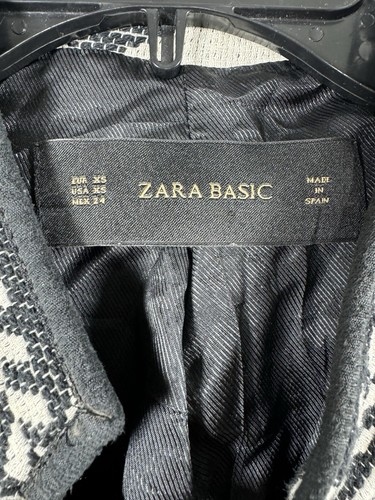 EUR XS
USA XS
MEX 24
ZARA BASIC
MADE
IN
SPAIN